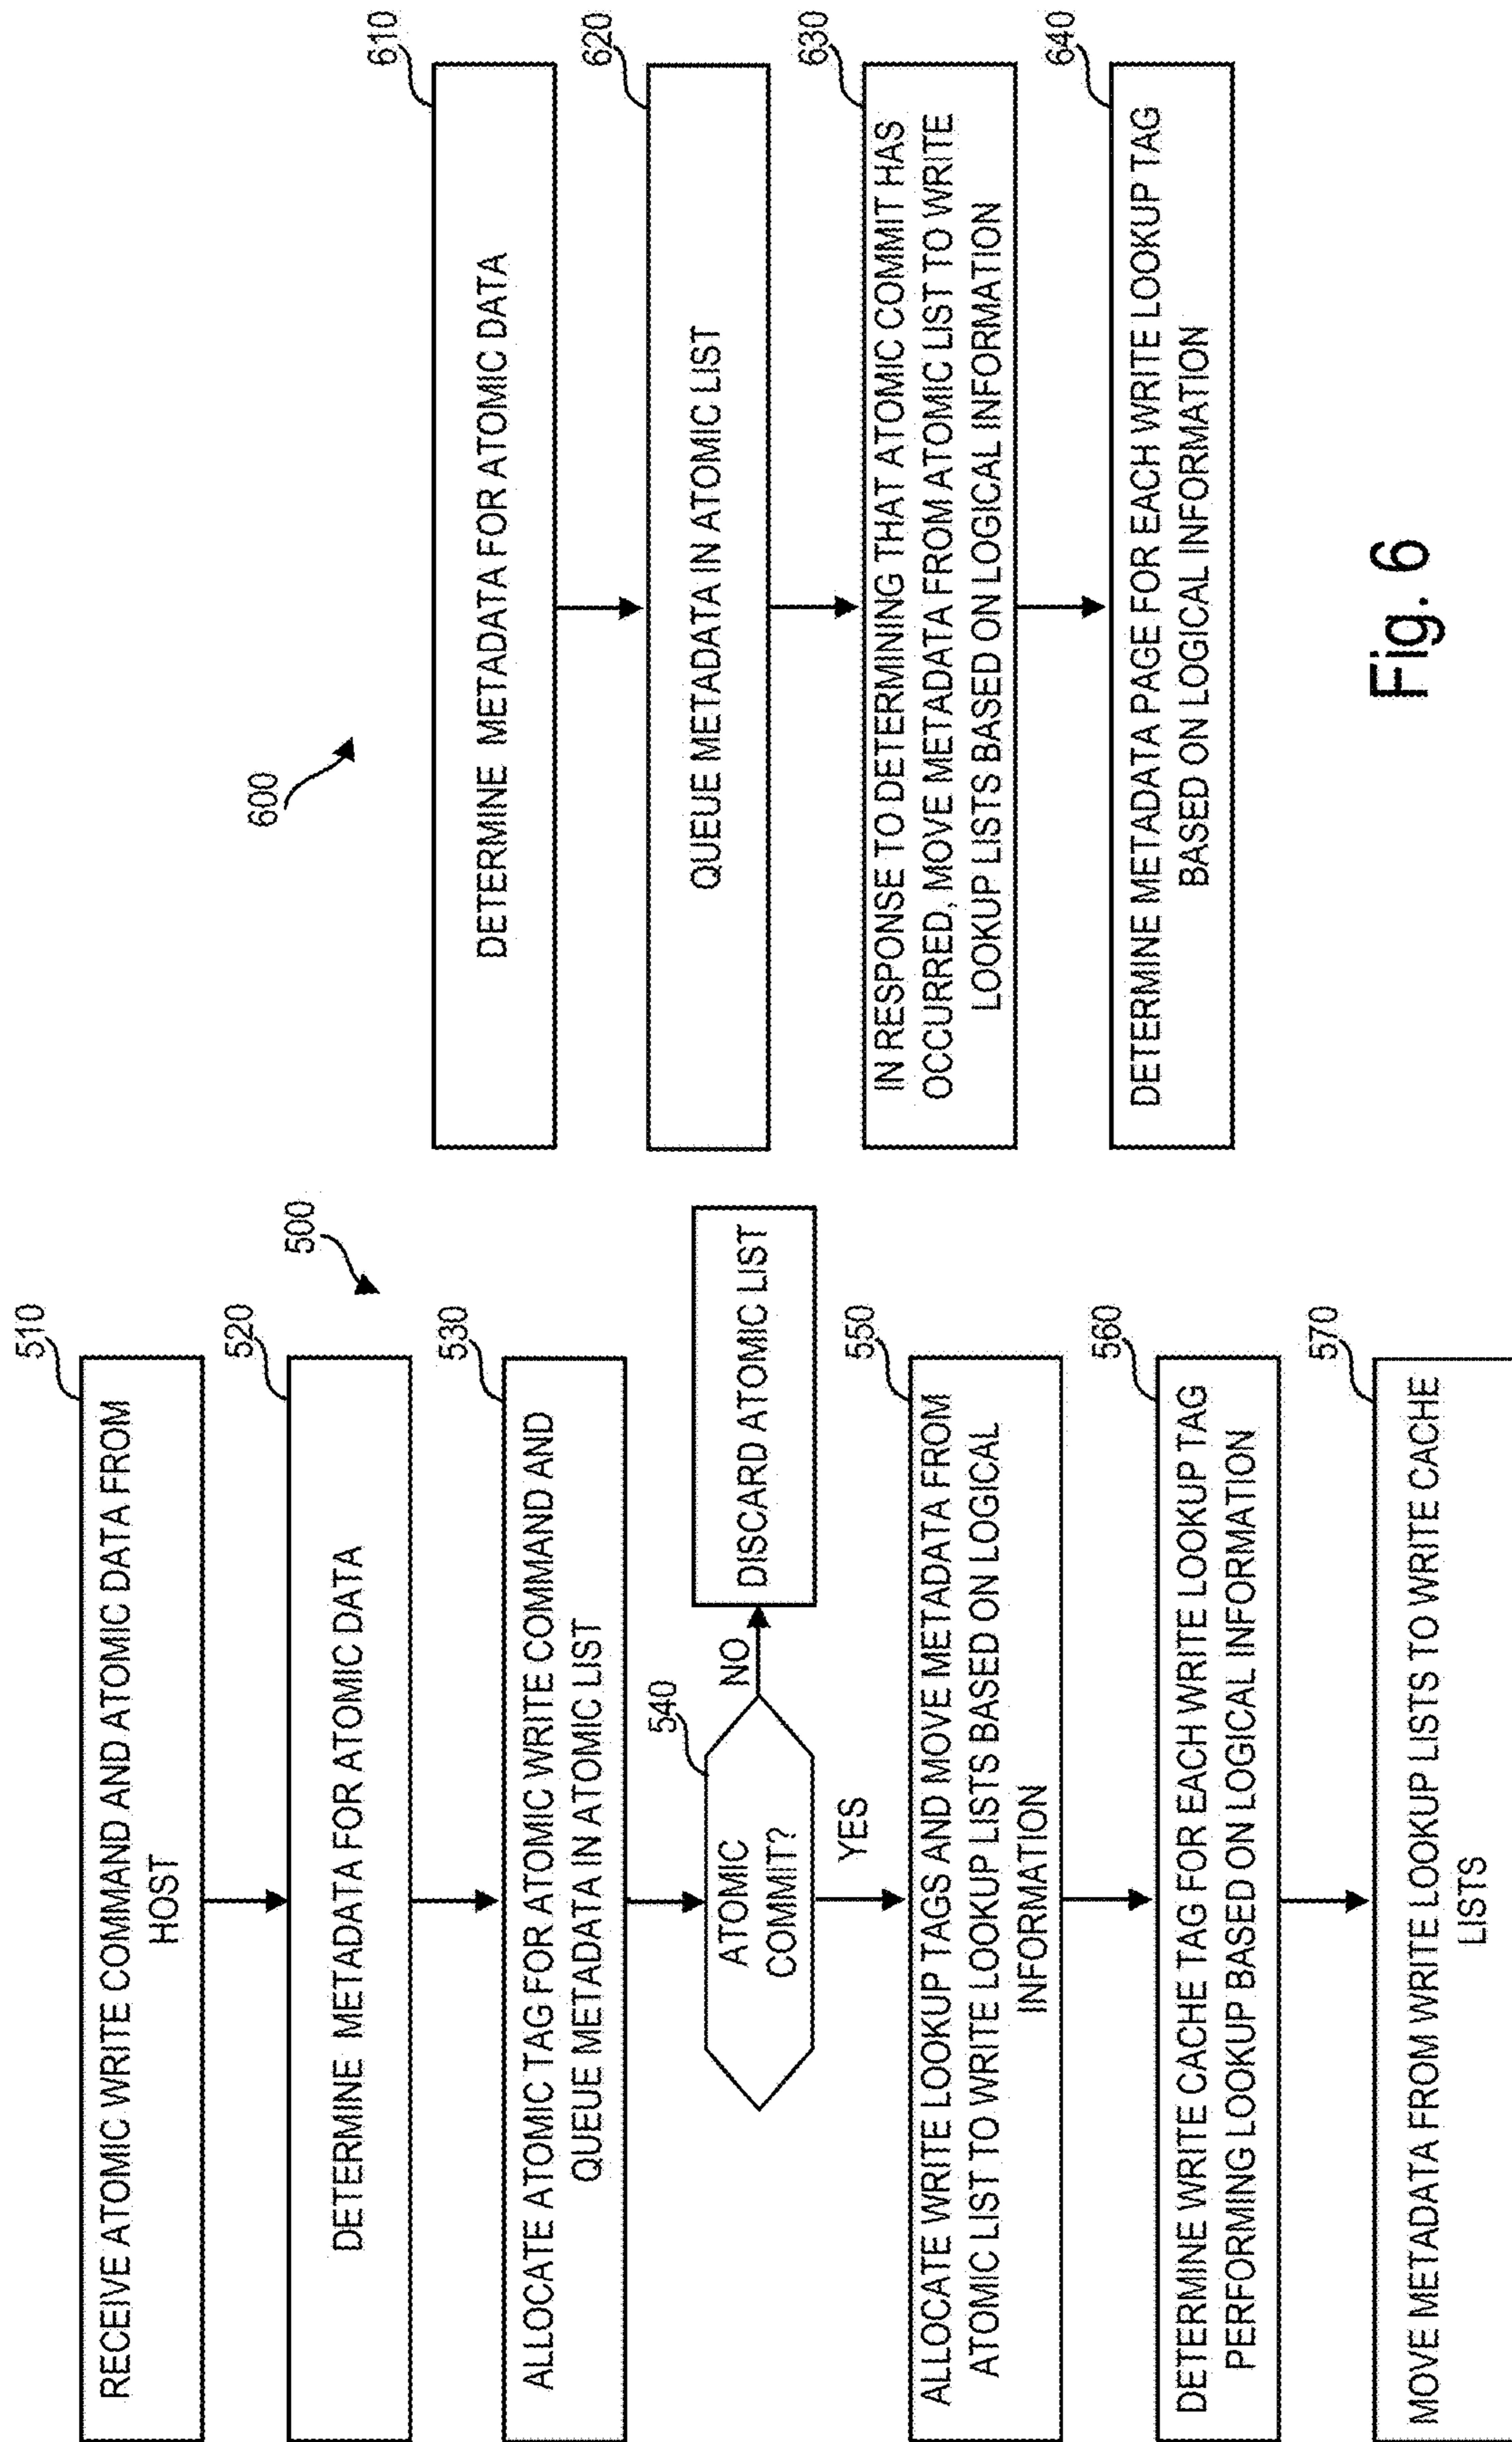 510
RECEIVE ATOMIC WRITE COMMAND AND ATOMIC DATA FROM
HOST
520
500
DETERMINE METADATA FOR ATOMIC DATA
530
ALLOCATE ATOMIC TAG FOR ATOMIC WRITE COMMAND AND
QUEUE METADATA IN ATOMIC LIST
540
ATOMIC
COMMIT?
NO
DISCARD ATOMIC LIST
YES
550
ALLOCATE WRITE LOOKUP TAGS AND MOVE METADATA FROM
ATOMIC LIST TO WRITE LOOKUP LISTS BASED ON LOGICAL
INFORMATION
560
DETERMINE WRITE CACHE TAG FOR EACH WRITE LOOKUP TAG
PERFORMING LOOKUP BASED ON LOGICAL INFORMATION
570
MOVE METADATA FROM WRITE LOOKUP LISTS TO WRITE CACHE
LISTS
600
610
DETERMINE METADATA FOR ATOMIC DATA
620
QUEUE METADATA IN ATOMIC LIST
630
IN RESPONSE TO DETERMINING THAT ATOMIC COMMIT HAS
OCCURRED, MOVE METADATA FROM ATOMIC LIST TO WRITE
LOOKUP LISTS BASED ON LOGICAL INFORMATION
640
DETERMINE METADATA PAGE FOR EACH WRITE LOOKUP TAG
BASED ON LOGICAL INFORMATION
Fig. 6